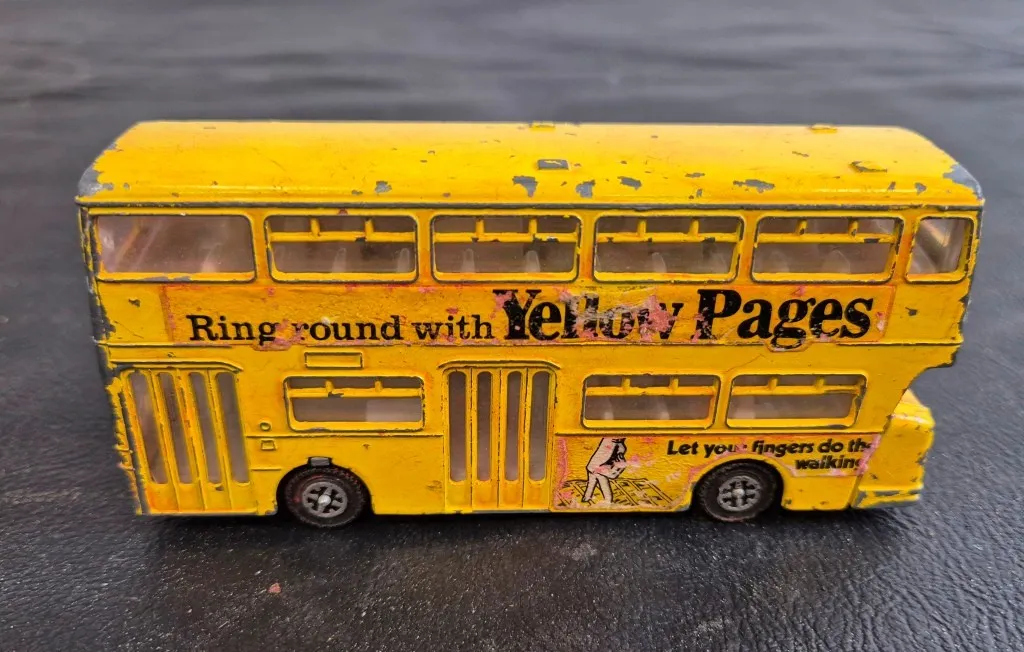 Ring round with Yellow Pages
Let your fingers do the
walking